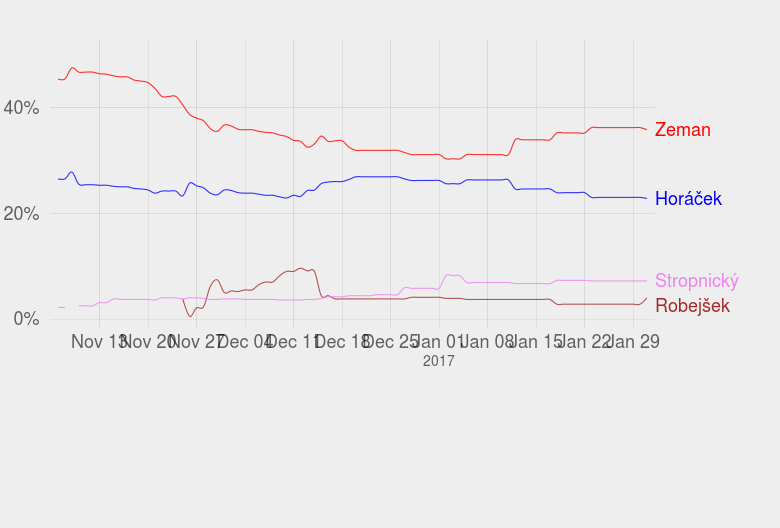 40%
Zeman
Horáček
20%
Stropnický
Robejšek
0%
Nov 13 Nov 20 Nov 27 Dec 04 Dec 11 Dec 18 Dec 25 Jan 01 Jan 08 Jan 15 Jan 22 Jan 29
2017